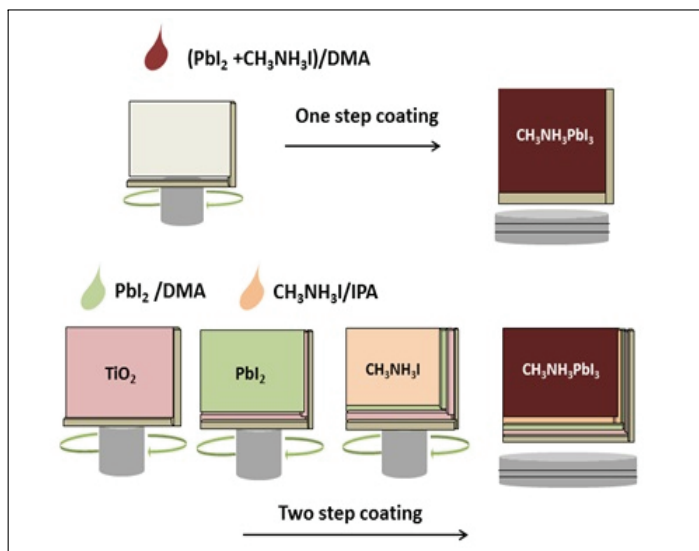 (PbI₂ +CH₃NH₃I)/DMA
One step coating
CH₃NH₃PbI₃
PbI₂ /DMA
CH₃NH₃I/IPA
TiO₂
PbI₂
CH₃NH₃I
CH₃NH₃PbI₃
Two step coating